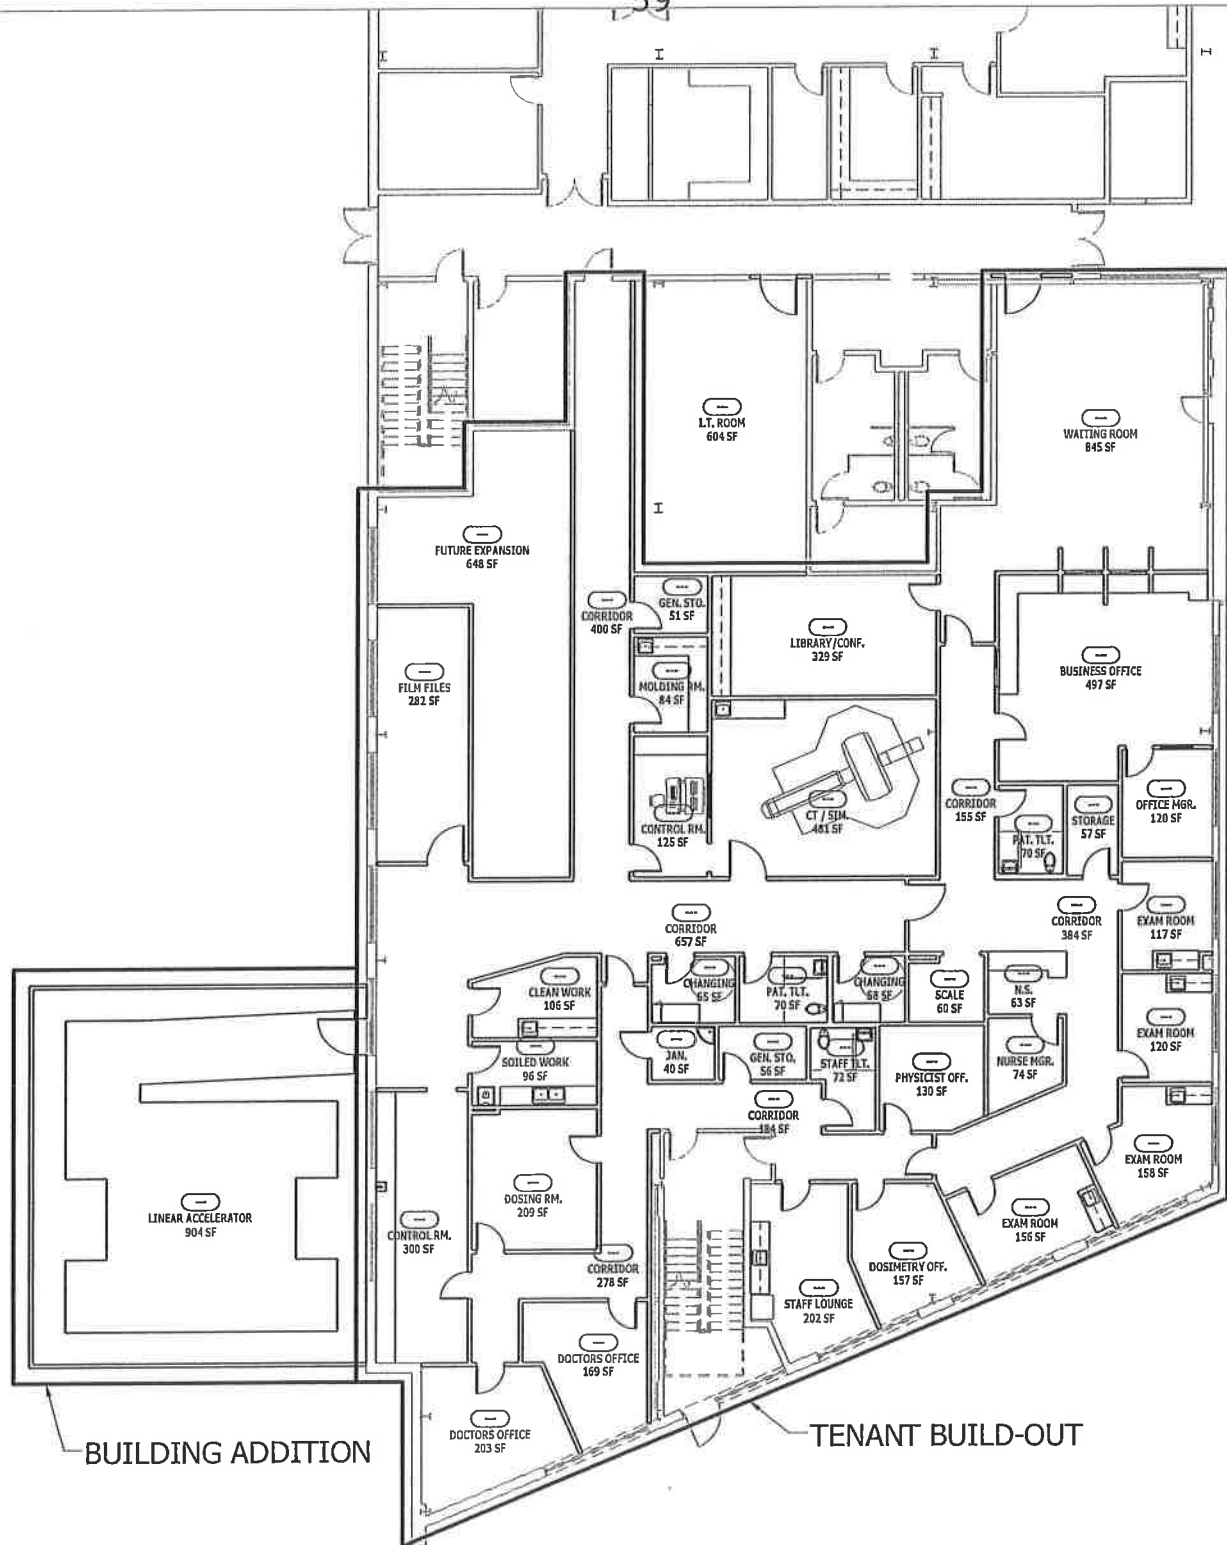 39
I.T. ROOM
604 SF
WAITING ROOM
845 SF
FUTURE EXPANSION
648 SF
CORRIDOR
400 SF
GEN. STO.
51 SF
LIBRARY/CONF.
329 SF
BUSINESS OFFICE
497 SF
FILM FILES
282 SF
MOLDING RM.
84 SF
CONTROL RM.
125 SF
CT / SIM.
481 SF
CORRIDOR
155 SF
PAT. TLT.
70 SF
STORAGE
57 SF
OFFICE MGR.
120 SF
CORRIDOR
657 SF
CORRIDOR
384 SF
EXAM ROOM
117 SF
CLEAN WORK
106 SF
CHANGING
65 SF
PAT. TLT.
70 SF
CHANGING
68 SF
SCALE
60 SF
N.S.
63 SF
EXAM ROOM
120 SF
SOILED WORK
96 SF
JAN.
40 SF
GEN. STO.
56 SF
STAFF TLT.
72 SF
PHYSICIST OFF.
130 SF
NURSE MGR.
74 SF
CORRIDOR
184 SF
EXAM ROOM
158 SF
LINEAR ACCELERATOR
904 SF
CONTROL RM.
300 SF
DOSING RM.
209 SF
CORRIDOR
278 SF
EXAM ROOM
156 SF
DOSIMETRY OFF.
157 SF
STAFF LOUNGE
202 SF
DOCTORS OFFICE
169 SF
DOCTORS OFFICE
203 SF
BUILDING ADDITION
TENANT BUILD-OUT